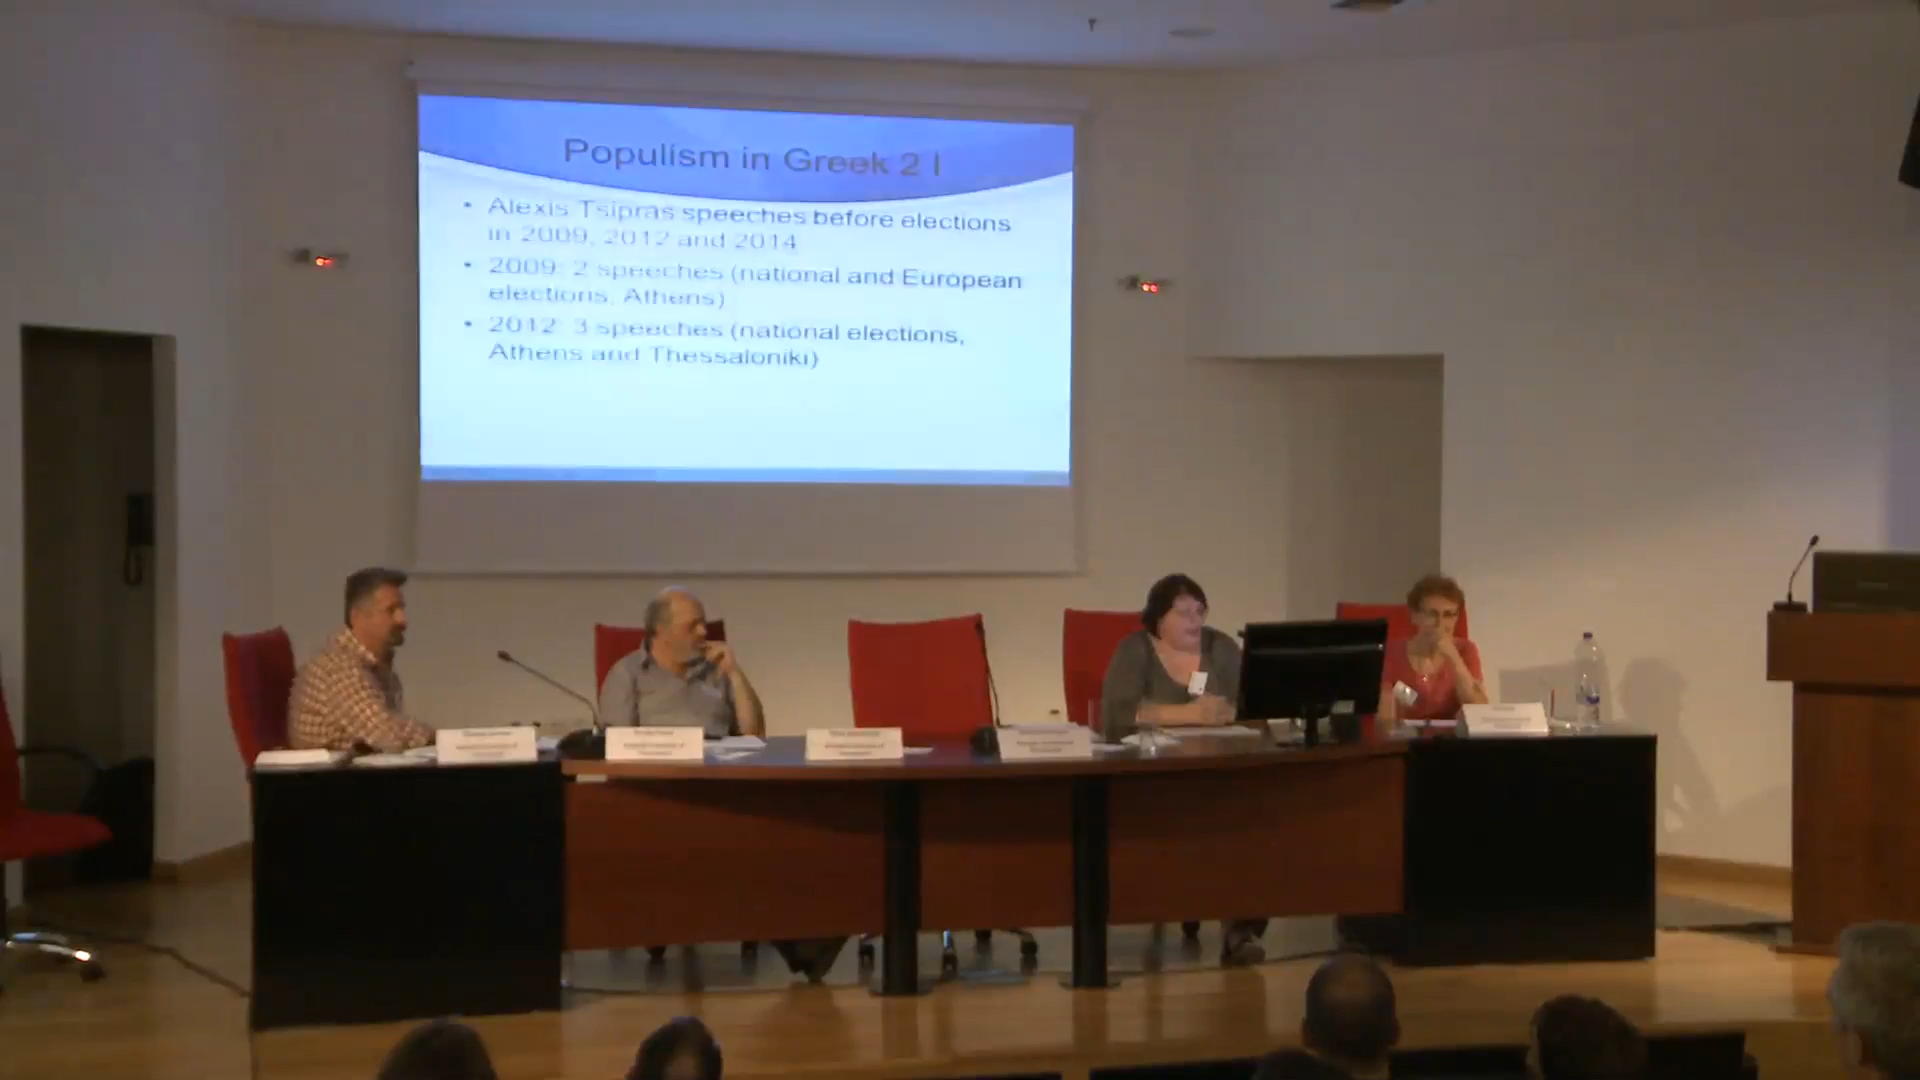 Populism in Greek 2 I
• Alexis Tsipras speeches before elections
in 2009, 2012 and 2014
• 2009: 2 speeches (national and European
elections, Athens)
• 2012: 3 speeches (national elections,
Athens and Thessaloniki)